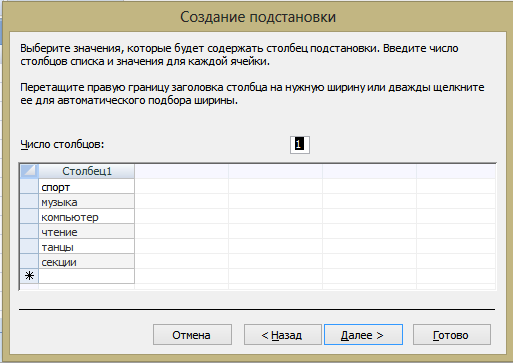 Создание подстановки
Выберите значения, которые будет содержать столбец подстановки. Введите число
столбцов списка и значения для каждой ячейки.
Перетащите правую границу заголовка столбца на нужную ширину или дважды щелкните
ее для автоматического подбора ширины.
Число столбцов: 1
Столбец1
спорт
музыка
компьютер
чтение
танцы
секции
Отмена < Назад Далее > Готово